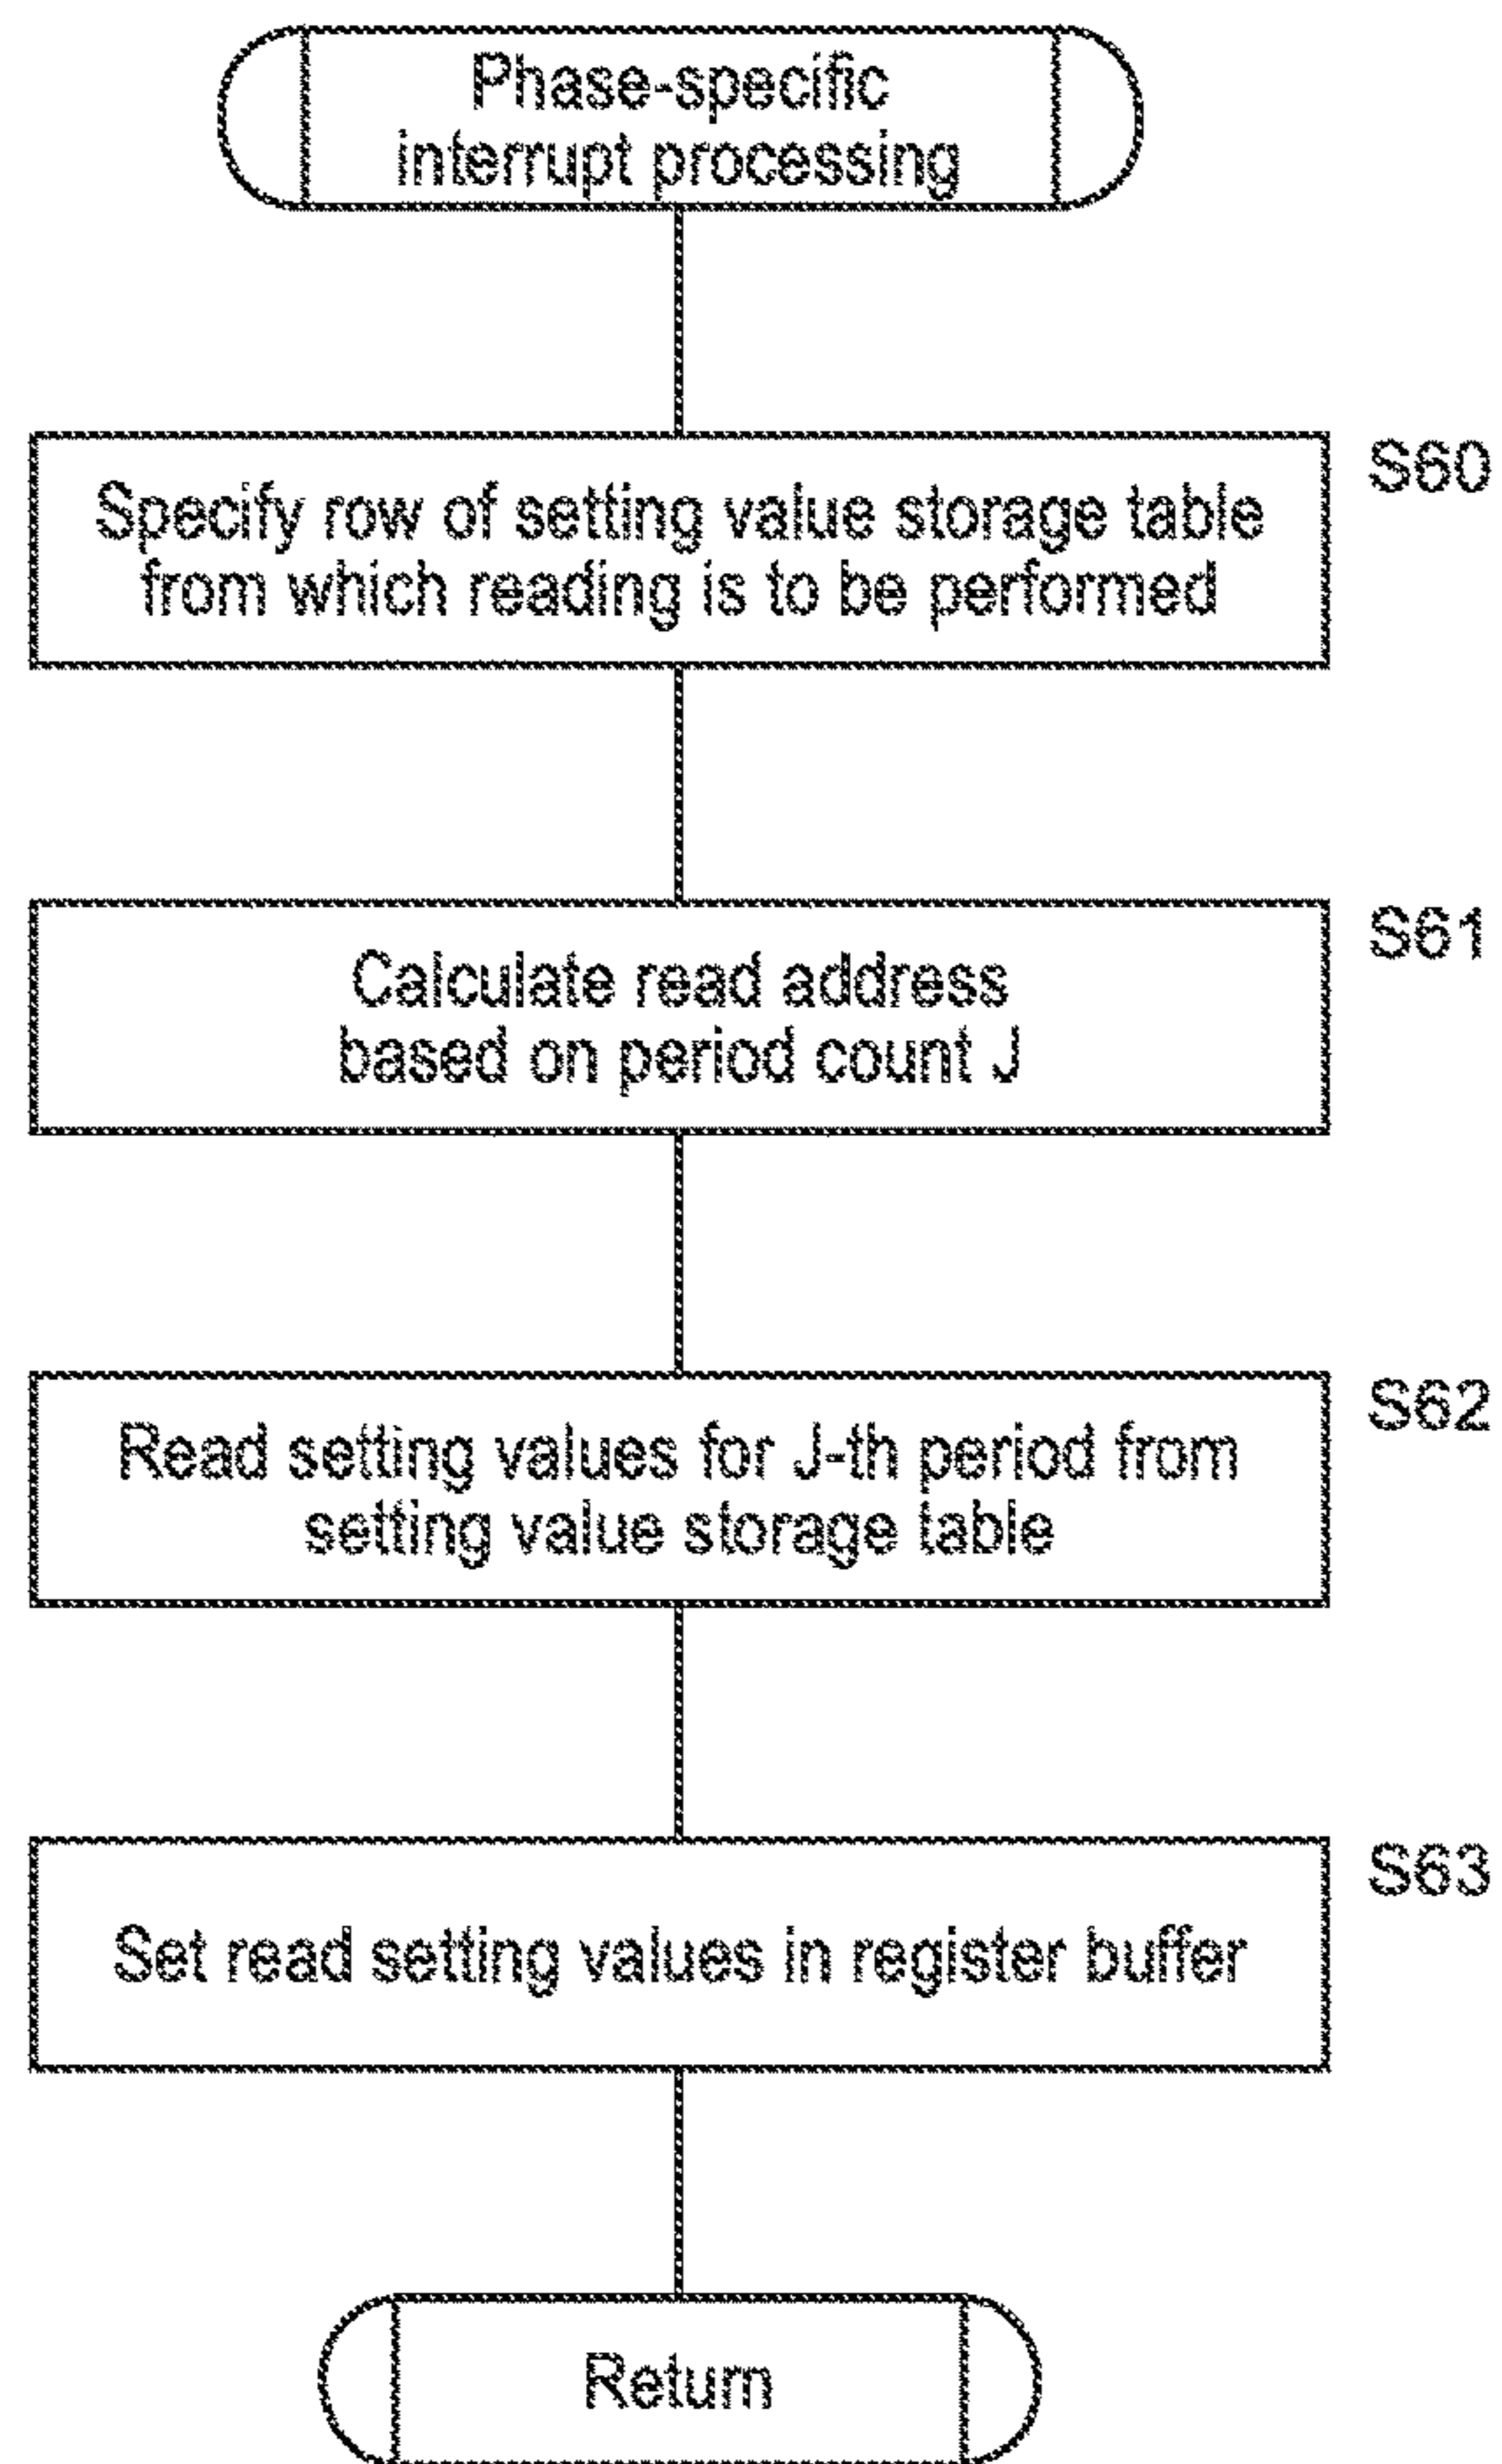 Phase-specific
interrupt processing
S60
Specify row of setting value storage table
from which reading is to be performed
S61
Calculate read address
based on period count J
S62
Read setting values for J-th period from
setting value storage table
S63
Set read setting values in register buffer
Return